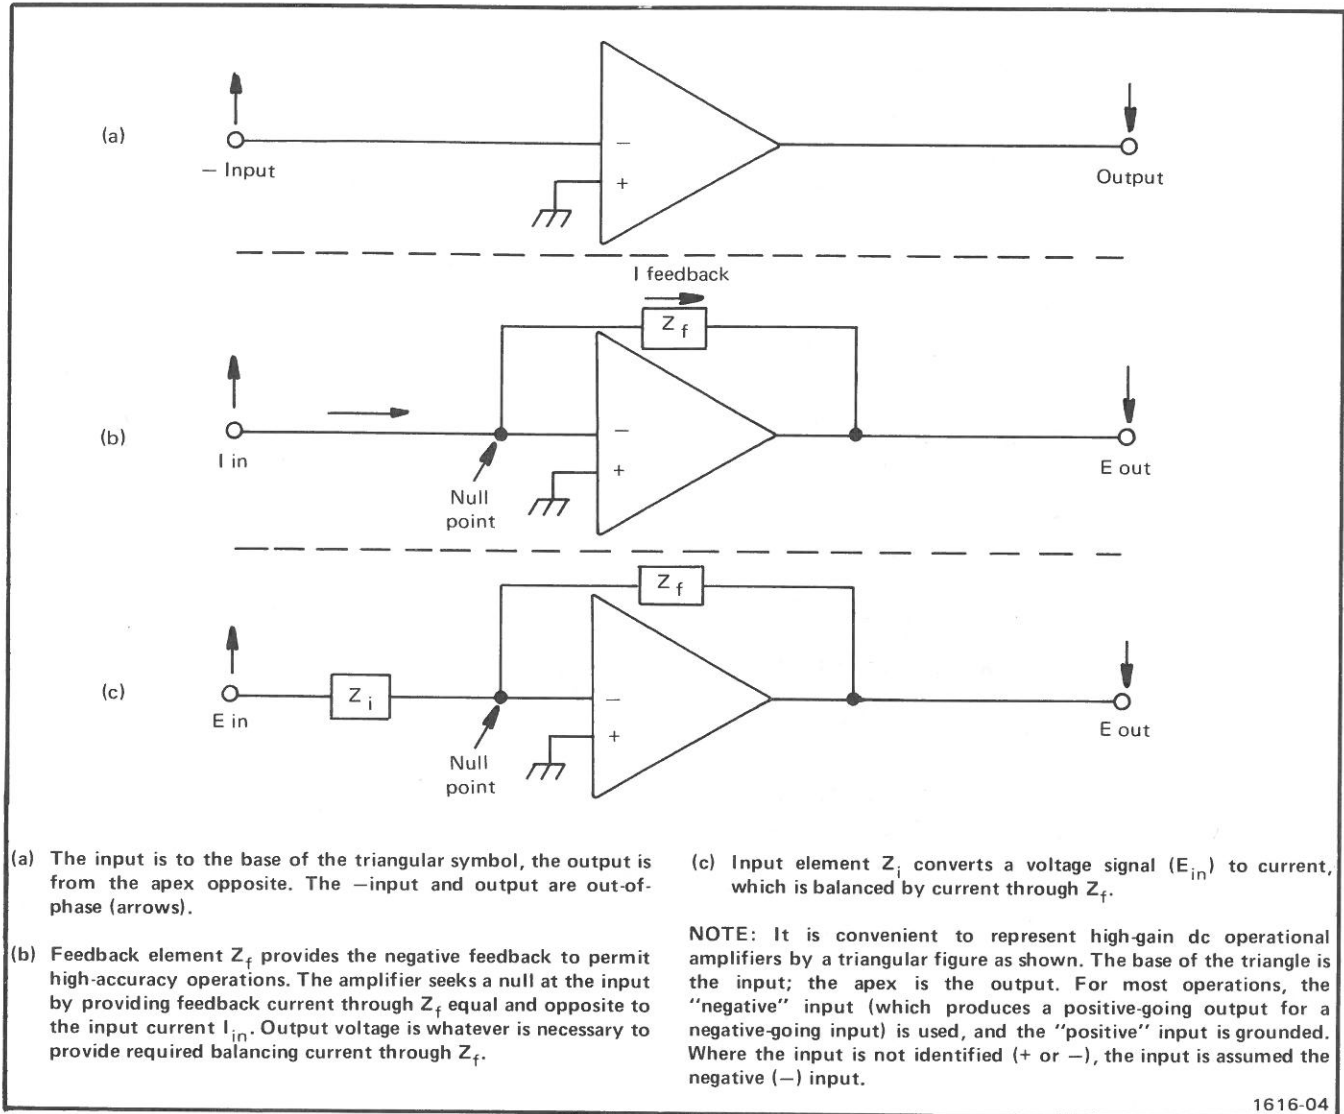 (a)
− Input
−
+
Output
I feedback
Z f
(b)
I in
−
+
Null
point
E out
Z f
(c)
E in
Z i
−
+
Null
point
E out
(a) The input is to the base of the triangular symbol, the output is
from the apex opposite. The −input and output are out-of-
phase (arrows).
(b) Feedback element Zf provides the negative feedback to permit
high-accuracy operations. The amplifier seeks a null at the input
by providing feedback current through Zf equal and opposite to
the input current Iin. Output voltage is whatever is necessary to
provide required balancing current through Zf.
(c) Input element Zi converts a voltage signal (Ein) to current,
which is balanced by current through Zf.
NOTE: It is convenient to represent high-gain dc operational
amplifiers by a triangular figure as shown. The base of the triangle is
the input; the apex is the output. For most operations, the
“negative” input (which produces a positive-going output for a
negative-going input) is used, and the “positive” input is grounded.
Where the input is not identified (+ or −), the input is assumed the
negative (−) input.
1616-04